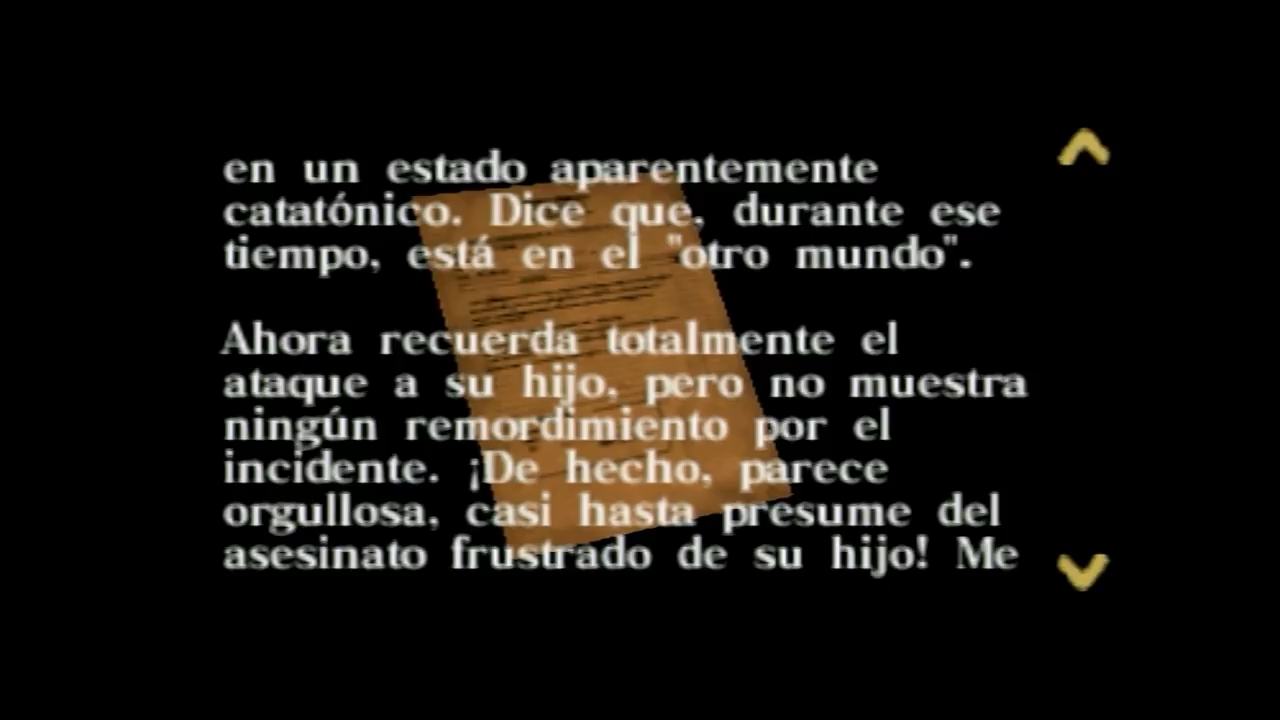 en un estado aparentemente
catatónico. Dice que, durante ese
tiempo, está en el "otro mundo".
Ahora recuerda totalmente el
ataque a su hijo, pero no muestra
ningún remordimiento por el
incidente. ¡De hecho, parece
orgullosa, casi hasta presume del
asesinato frustrado de su hijo! Me